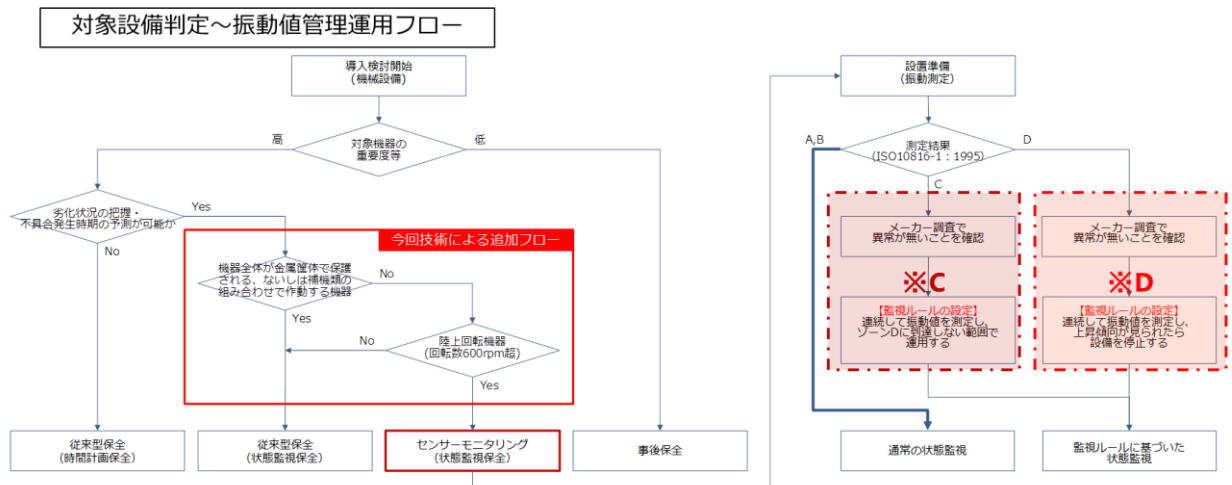 対象設備判定～振動値管理運用フロー
導入検討開始
(機械設備)
高
対象機器の
重要度等
低
劣化状況の把握・
不具合発生時期の予測が可能か
Yes
No
今回技術による追加フロー
機器全体が金属筐体で保護
される、ないしは補機類の
組み合わせで作動する機器
No
Yes
陸上回転機器
(回転数600rpm超)
No
Yes
従来型保全
(時間計画保全)
従来型保全
(状態監視保全)
センサーモニタリング
(状態監視保全)
事後保全
設置準備
(振動測定)
A,B
測定結果
(ISO10816-1：1995)
D
C
メーカー調査で
異常が無いことを確認
※C
【監視ルールの設定】
連続して振動値を測定し、
ゾーンDに到達しない範囲で
運用する
メーカー調査で
異常が無いことを確認
※D
【監視ルールの設定】
連続して振動値を測定し、
上昇傾向が見られたら
設備を停止する
通常の状態監視
監視ルールに基づいた
状態監視